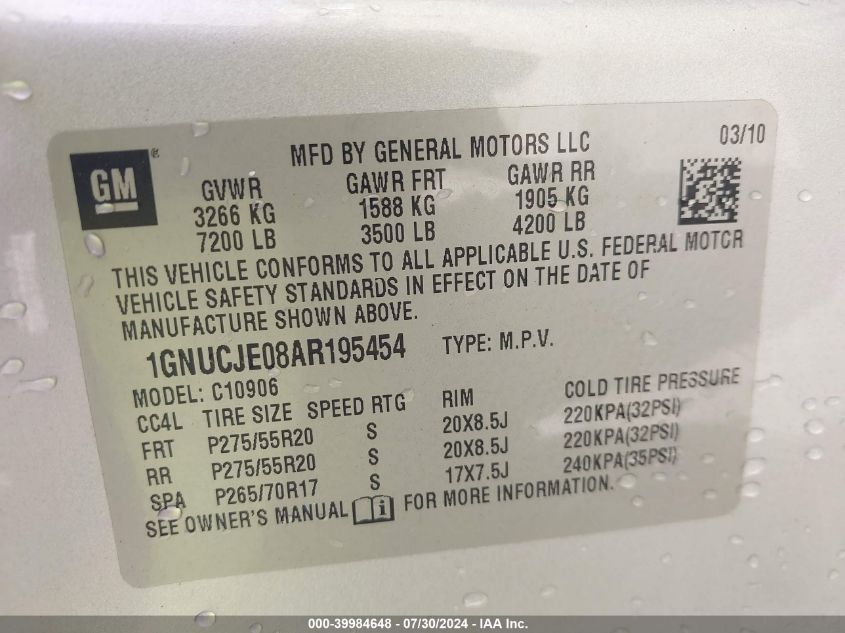 MFD BY GENERAL MOTORS LLC 03/10
GM ®
GVWR GAWR FRT GAWR RR
3266 KG 1588 KG 1905 KG
7200 LB 3500 LB 4200 LB
THIS VEHICLE CONFORMS TO ALL APPLICABLE U.S. FEDERAL MOTOR
VEHICLE SAFETY STANDARDS IN EFFECT ON THE DATE OF
MANUFACTURE SHOWN ABOVE.
1GNUCJE08AR195454 TYPE: M.P.V.
MODEL: C10906
CC4L TIRE SIZE SPEED RTG RIM COLD TIRE PRESSURE
FRT P275/55R20 S 20X8.5J 220KPA(32PSI)
RR P275/55R20 S 20X8.5J 220KPA(32PSI)
SPA P265/70R17 S 17X7.5J 240KPA(35PSI)
SEE OWNER'S MANUAL i FOR MORE INFORMATION.
000-39984648 - 07/30/2024 - IAA Inc.